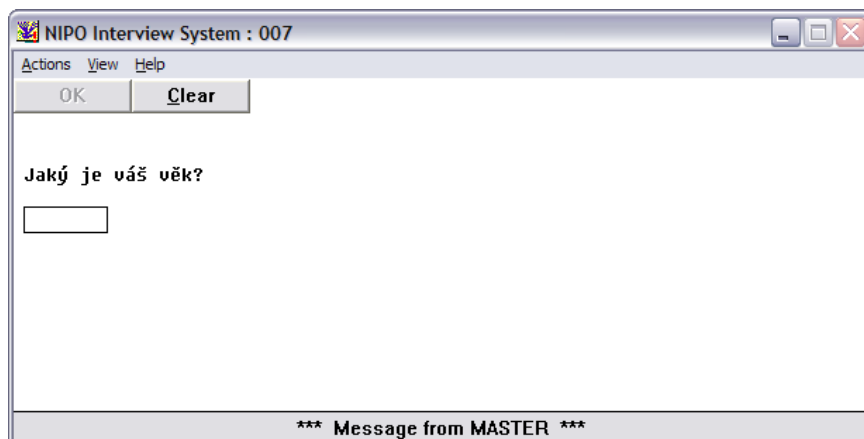 NIPO Interview System : 007
Actions View Help
OK Clear
Jaký je váš věk?
*** Message from MASTER ***